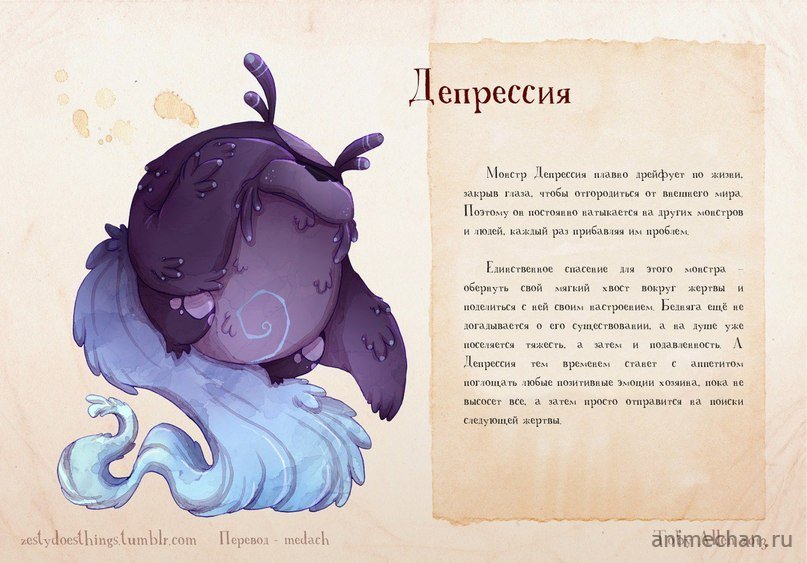 Депрессия
Монстр Депрессия плавно дрейфует по жизни,
закрыв глаза, чтобы отгородиться от внешнего мира.
Поэтому он постоянно натыкается на других монстров
и людей, каждый раз прибавляя им проблем.
Единственное спасение для этого монстра –
обернуть свой мягкий хвост вокруг жертвы и
поделиться с ней своим настроением. Бедняга ещё не
догадывается о его существовании, а на душе уже
поселяется тяжесть, а затем и подавленность. А
Депрессия тем временем станет с аппетитом
поглощать любые позитивные эмоции хозяина, пока не
высосет все, а затем просто отправится на поиски
следующей жертвы.
zestydoesthings.tumblr.com Перевод - medach
animechan.ru